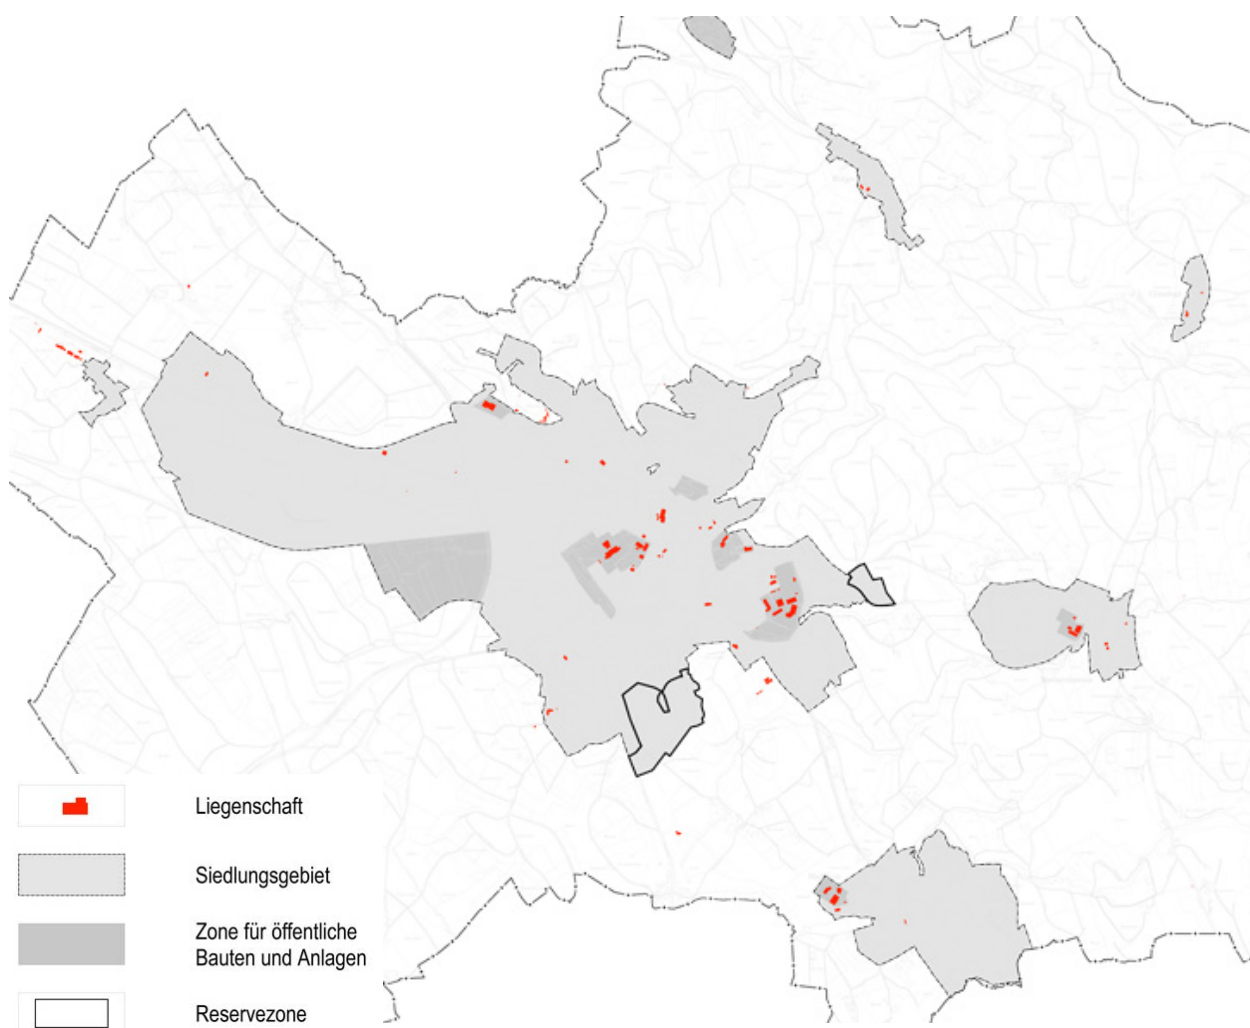 Liegenschaft
Siedlungsgebiet
Zone für öffentliche
Bauten und Anlagen
Reservezone